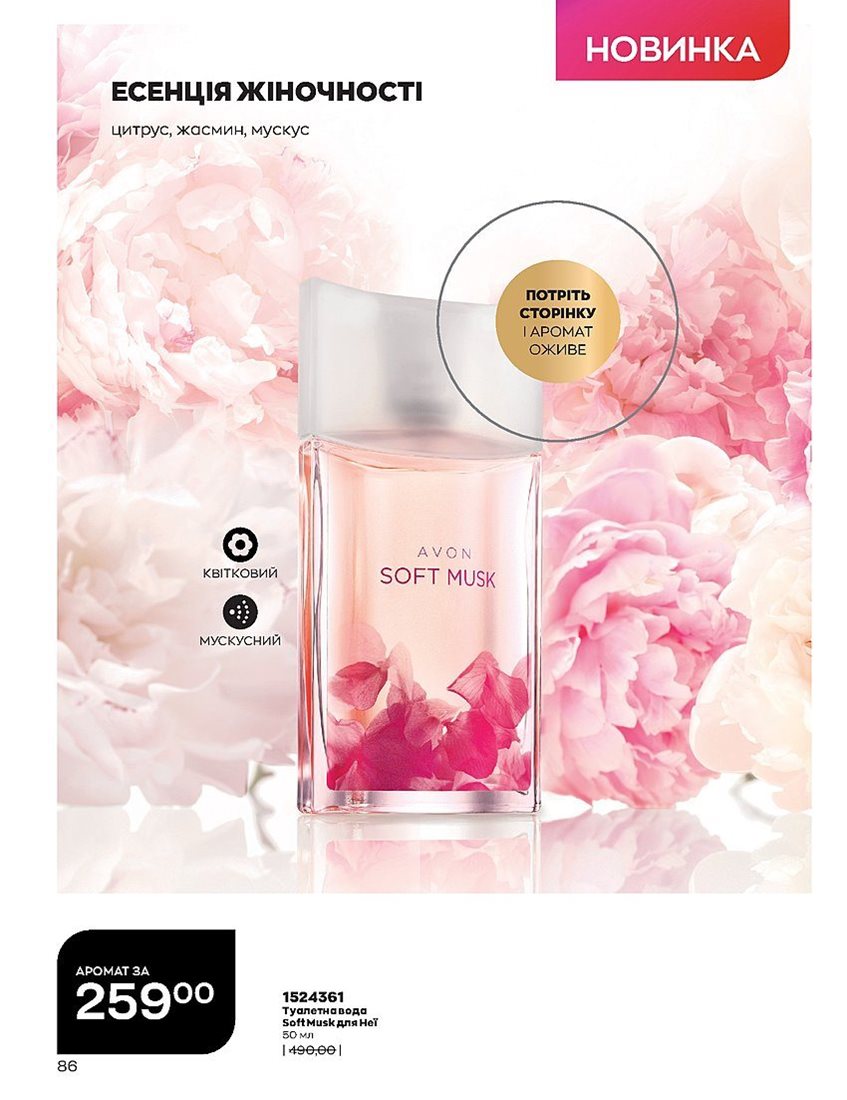 НОВИНКА
ЕСЕНЦІЯ ЖІНОЧНОСТІ
цитрус, жасмин, мускус
ПОТРІТЬ
СТОРІНКУ
І АРОМАТ
ОЖИВЕ
AVON
SOFT MUSK
КВІТКОВИЙ
МУСКУСНИЙ
АРОМАТ ЗА
259⁰⁰
1524361
Туалетна вода
Soft Musk для Неї
50 мл
| 490,00 |
86